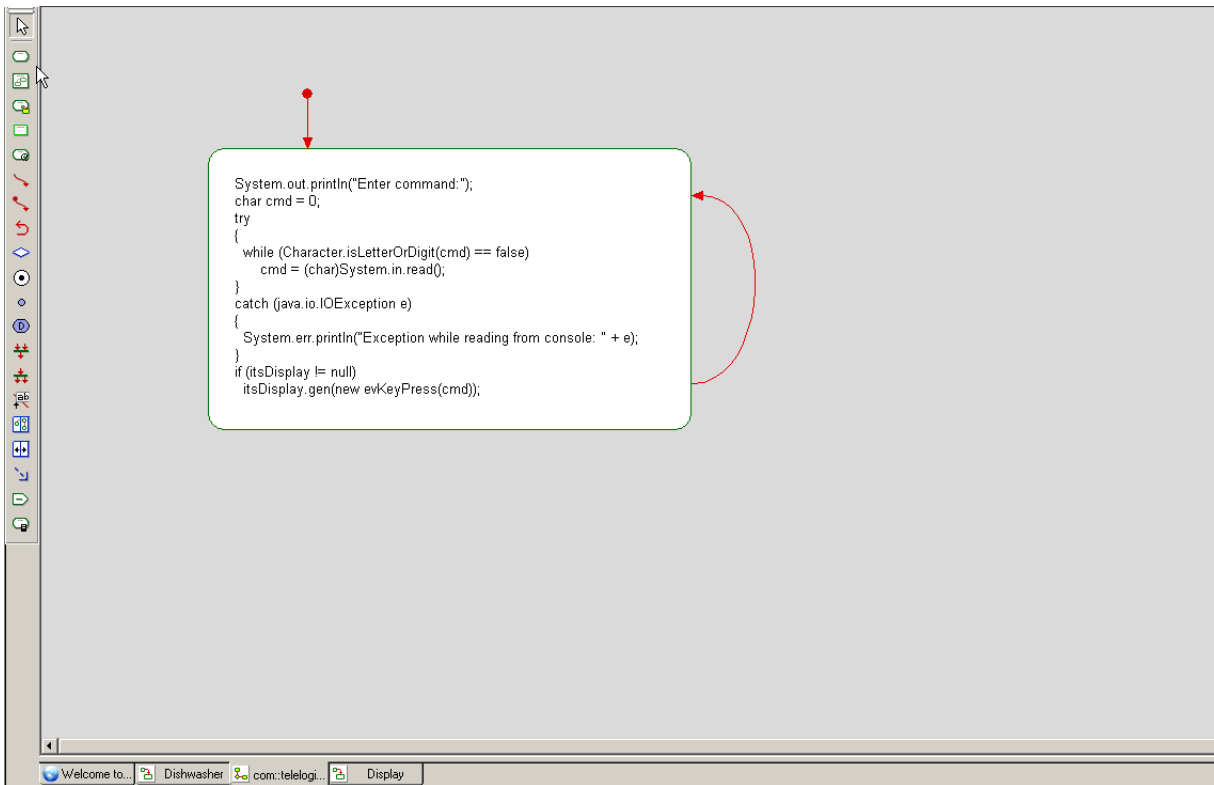 System.out.println("Enter command:");
char cmd = 0;
try
{
while (Character.isLetterOrDigit(cmd) == false)
cmd = (char)System.in.read();
}
catch (java.io.IOException e)
{
System.err.println("Exception while reading from console: " + e);
}
if (itsDisplay != null)
itsDisplay.gen(new evKeyPress(cmd));
D
ab
Welcome to... Dishwasher com::telelogi... Display